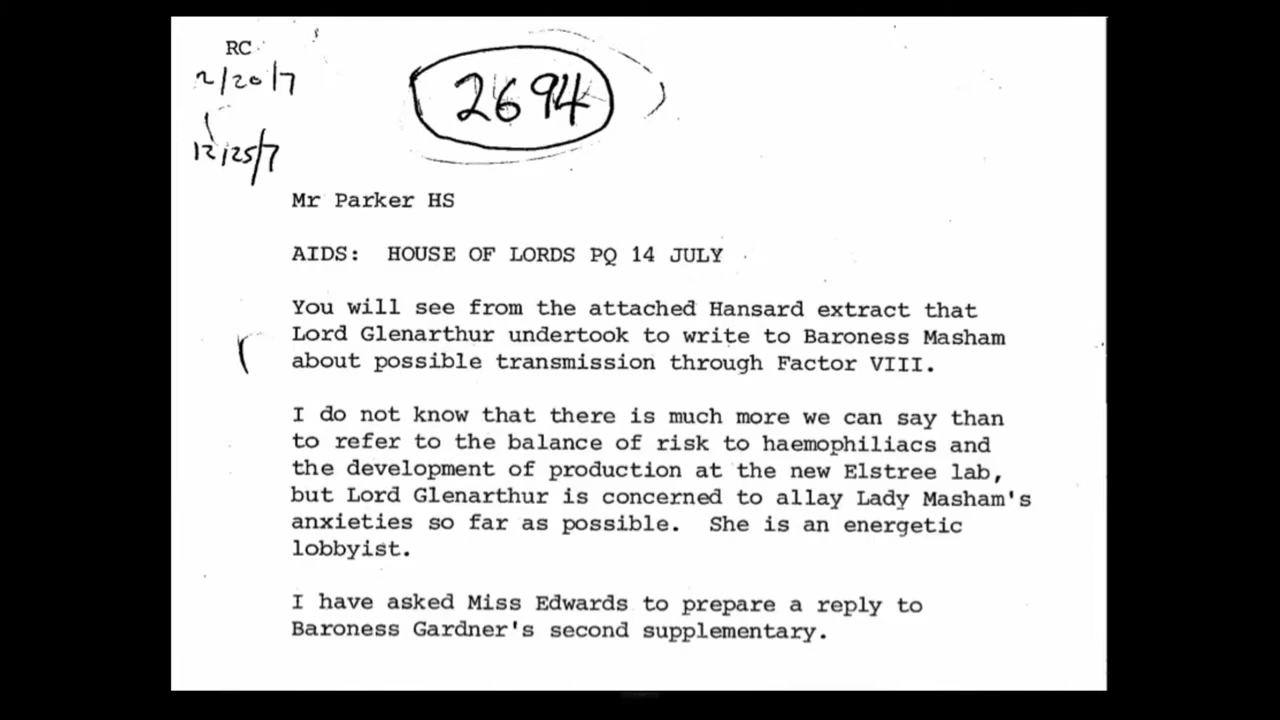 RC
2/20/7
2694
12/25/7
Mr Parker HS
AIDS: HOUSE OF LORDS PQ 14 JULY
You will see from the attached Hansard extract that
Lord Glenarthur undertook to write to Baroness Masham
about possible transmission through Factor VIII.
I do not know that there is much more we can say than
to refer to the balance of risk to haemophiliacs and
the development of production at the new Elstree lab,
but Lord Glenarthur is concerned to allay Lady Masham's
anxieties so far as possible. She is an energetic
lobbyist.
I have asked Miss Edwards to prepare a reply to
Baroness Gardner's second supplementary.